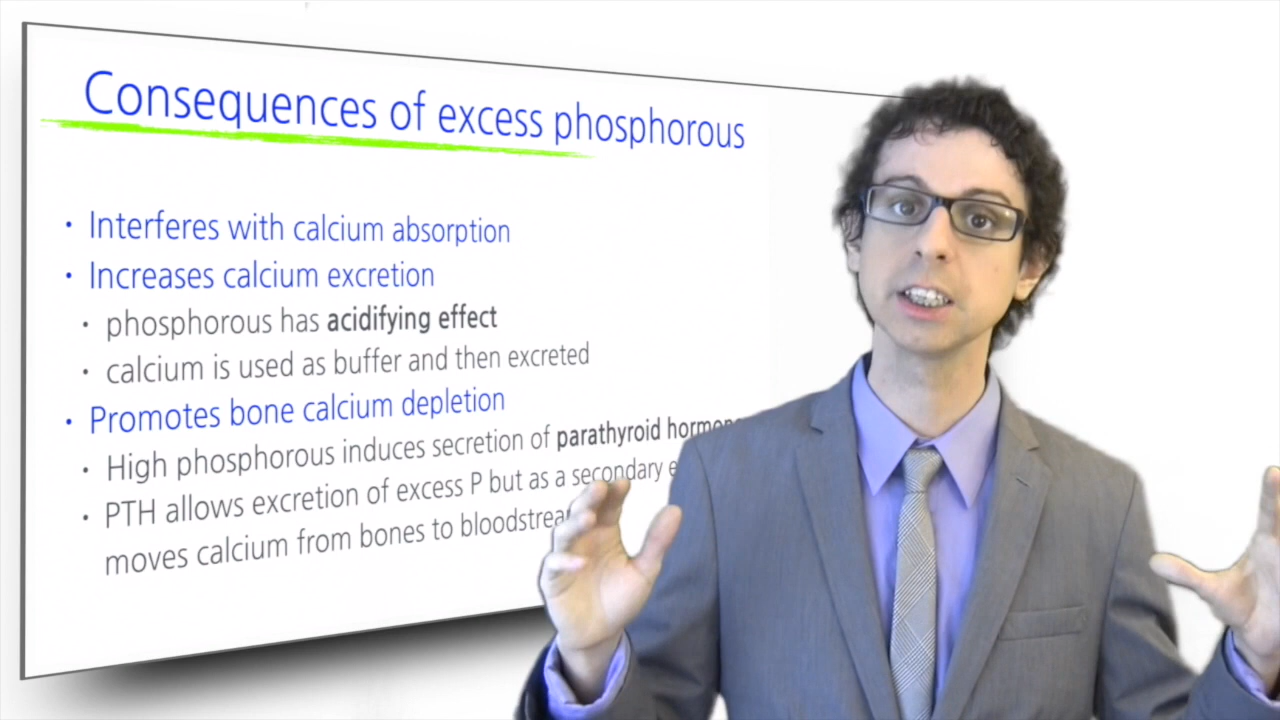 Consequences of excess phosphorous
• Interferes with calcium absorption
• Increases calcium excretion
• phosphorous has acidifying effect
• calcium is used as buffer and then excreted
• Promotes bone calcium depletion
• High phosphorous induces secretion of parathyroid
• PTH allows excretion of excess P but as a secondary
moves calcium from bones to